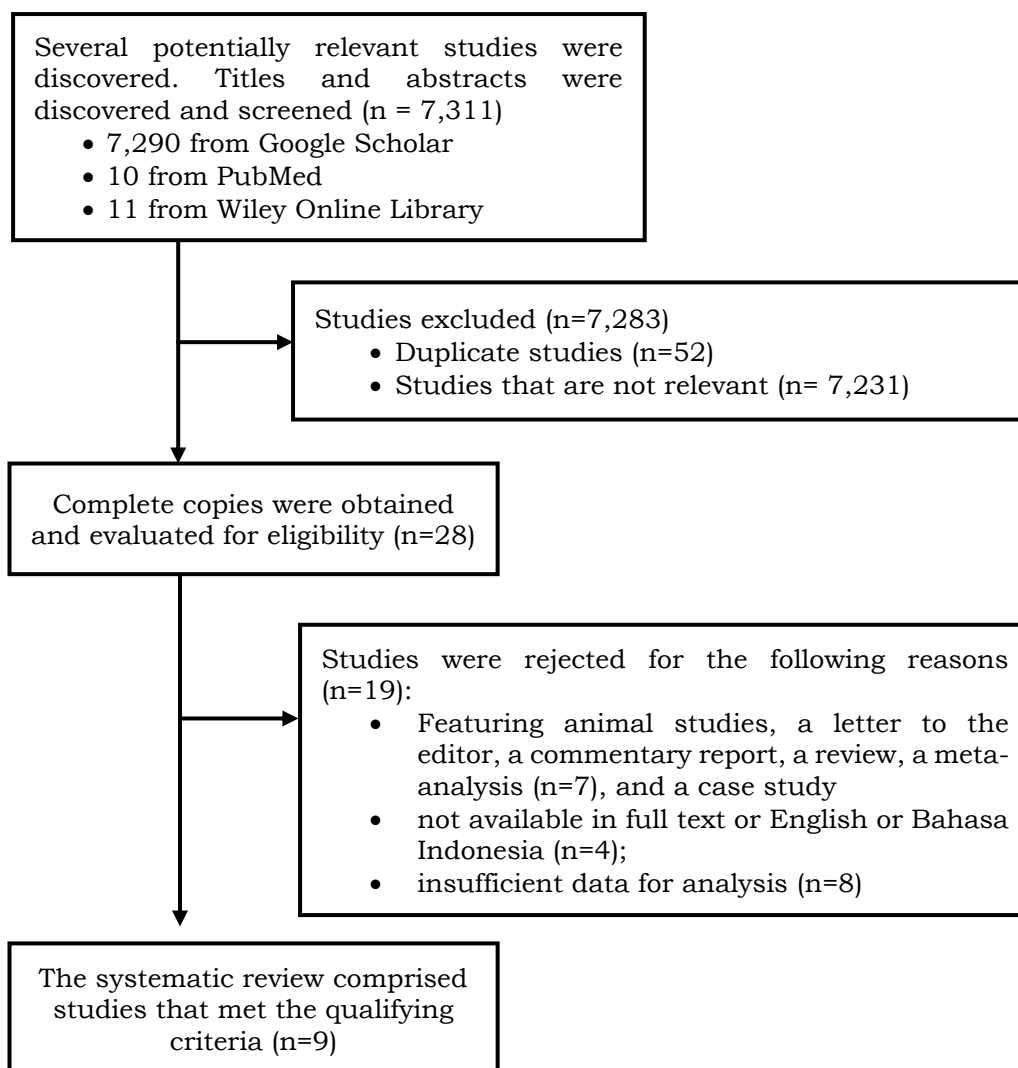 Several potentially relevant studies were
discovered. Titles and abstracts were
discovered and screened (n = 7,311)
• 7,290 from Google Scholar
• 10 from PubMed
• 11 from Wiley Online Library
Studies excluded (n=7,283)
• Duplicate studies (n=52)
• Studies that are not relevant (n= 7,231)
Complete copies were obtained
and evaluated for eligibility (n=28)
Studies were rejected for the following reasons
(n=19):
• Featuring animal studies, a letter to the
editor, a commentary report, a review, a meta-
analysis (n=7), and a case study
• not available in full text or English or Bahasa
Indonesia (n=4);
• insufficient data for analysis (n=8)
The systematic review comprised
studies that met the qualifying
criteria (n=9)